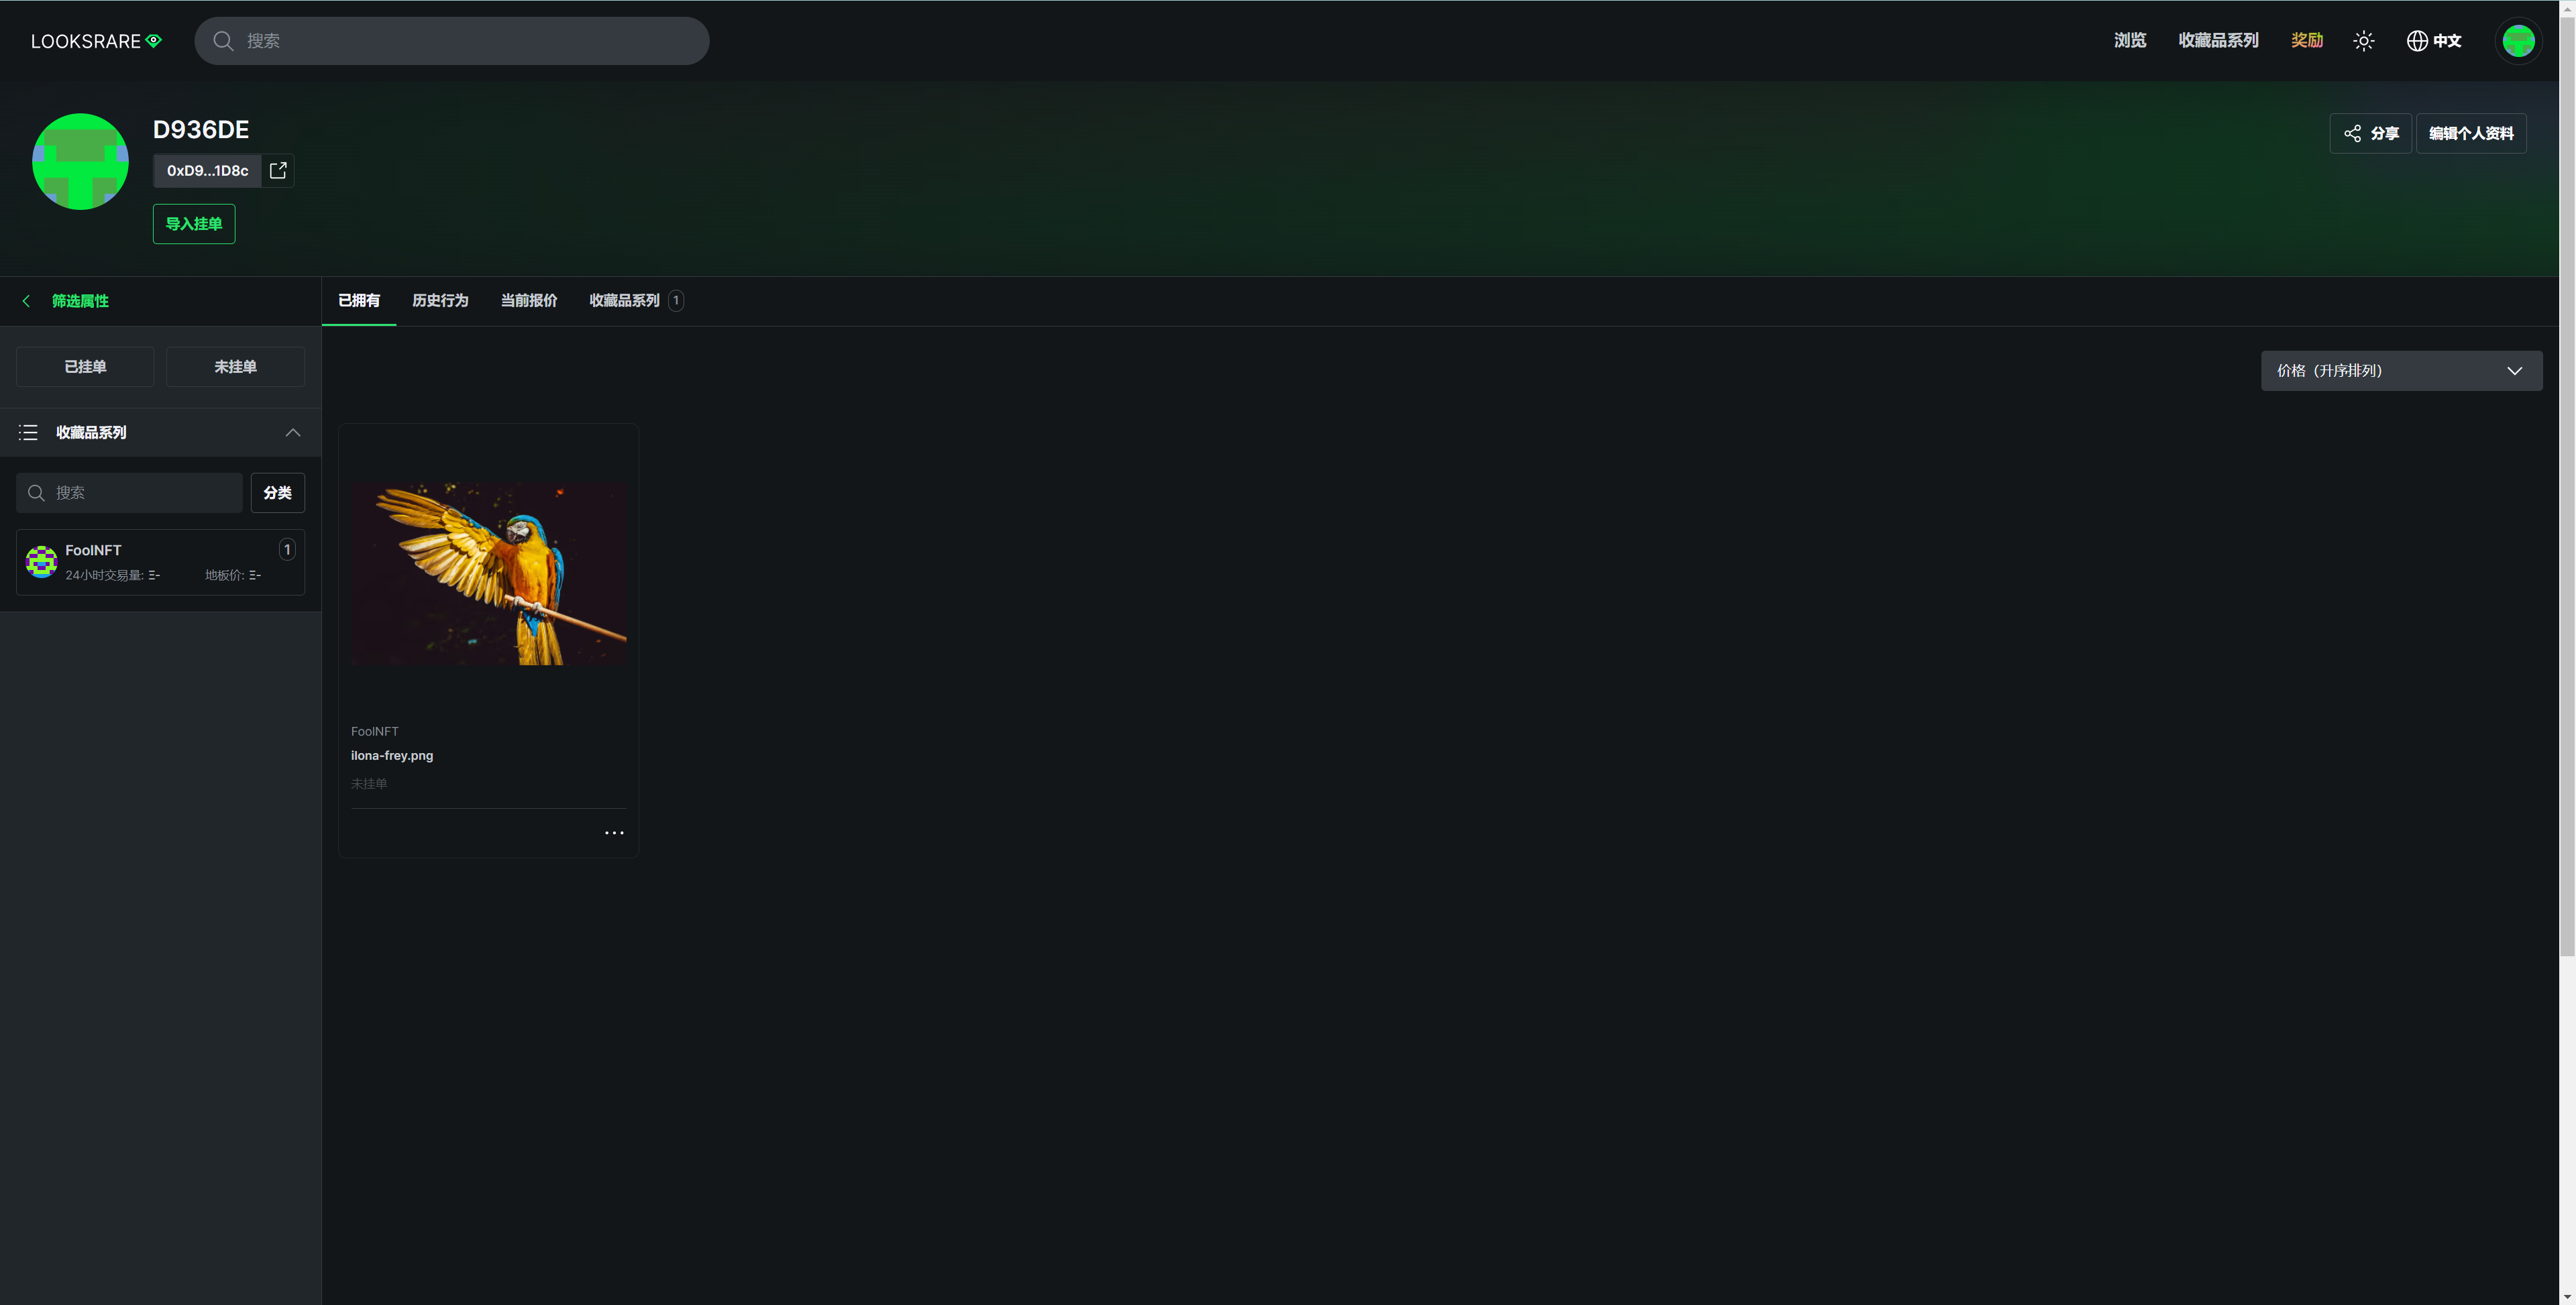 LOOKSRARE
搜索
浏览
收藏品系列
奖励
中文
D936DE
0xD9...1D8c
导入挂单
分享
编辑个人资料
筛选属性
已拥有
历史行为
当前报价
收藏品系列 1
已挂单
未挂单
价格（升序排列）
收藏品系列
搜索
分类
FoolNFT
1
24小时交易量: Ξ-
地板价: Ξ-
FoolNFT
ilona-frey.png
未挂单